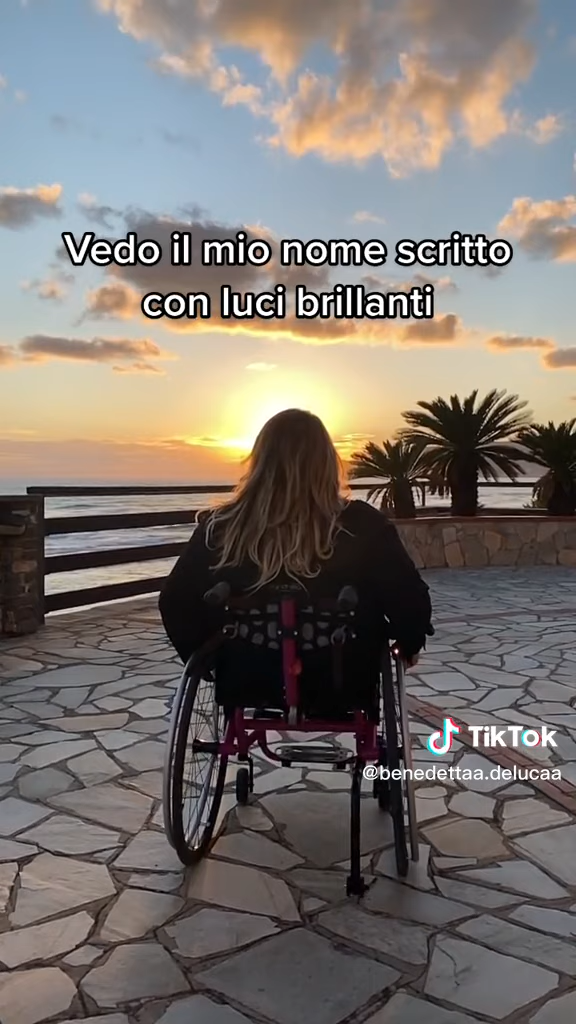 Vedo il mio nome scritto
con luci brillanti
TikTok
@benedettaa.delucaa